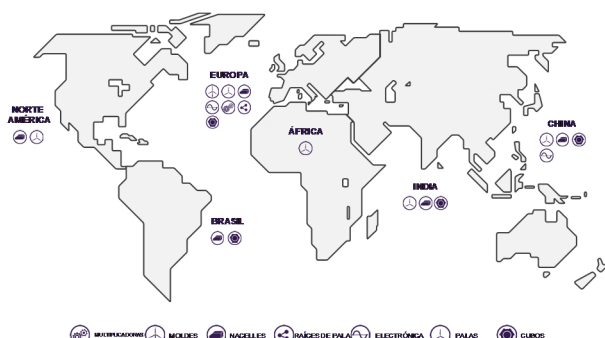 EUROPA
NORTE
AMÉRICA
ÁFRICA
CHINA
INDIA
BRASIL
MULTIPLICADORAS MOLDES NACELLES RAÍCES DE PALA ELECTRÓNICA PALAS CUBOS